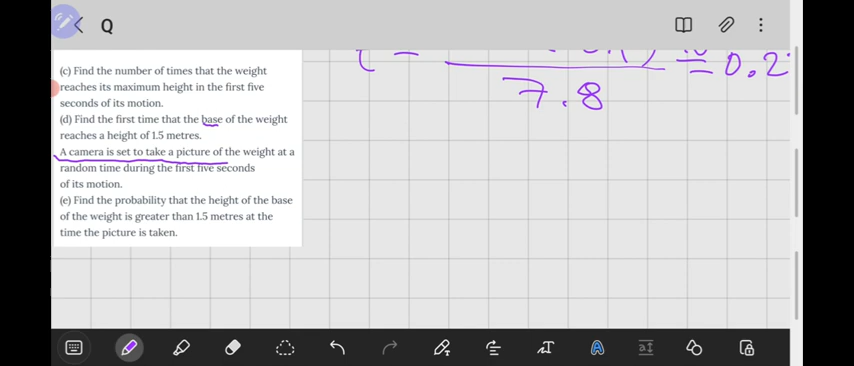 Q
(c) Find the number of times that the weight
reaches its maximum height in the first five
seconds of its motion.
(d) Find the first time that the base of the weight
reaches a height of 1.5 metres.
A camera is set to take a picture of the weight at a
random time during the first five seconds
of its motion.
(e) Find the probability that the height of the base
of the weight is greater than 1.5 metres at the
time the picture is taken.
= 0.2
7.8